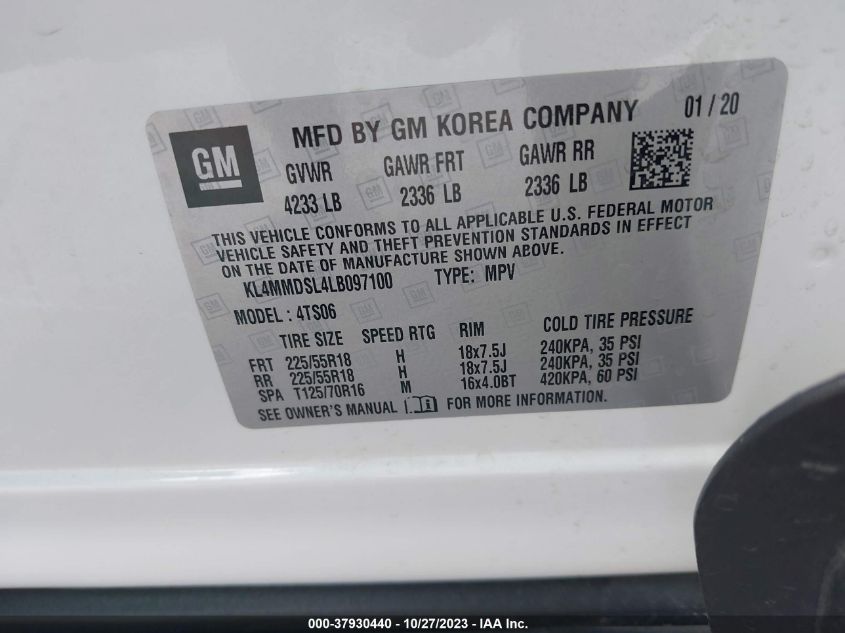 GM
MFD BY GM KOREA COMPANY 01 / 20
GVWR GAWR FRT GAWR RR
4233 LB 2336 LB 2336 LB
THIS VEHICLE CONFORMS TO ALL APPLICABLE U.S. FEDERAL MOTOR
VEHICLE SAFETY AND THEFT PREVENTION STANDARDS IN EFFECT
ON THE DATE OF MANUFACTURE SHOWN ABOVE.
KL4MMDSL4LB097100 TYPE: MPV
MODEL : 4TS06
TIRE SIZE SPEED RTG RIM COLD TIRE PRESSURE
FRT 225/55R18 H 18x7.5J 240KPA, 35 PSI
RR 225/55R18 H 18x7.5J 240KPA, 35 PSI
SPA T125/70R16 M 16x4.0BT 420KPA, 60 PSI
SEE OWNER'S MANUAL FOR MORE INFORMATION.
000-37930440 - 10/27/2023 - IAA Inc.